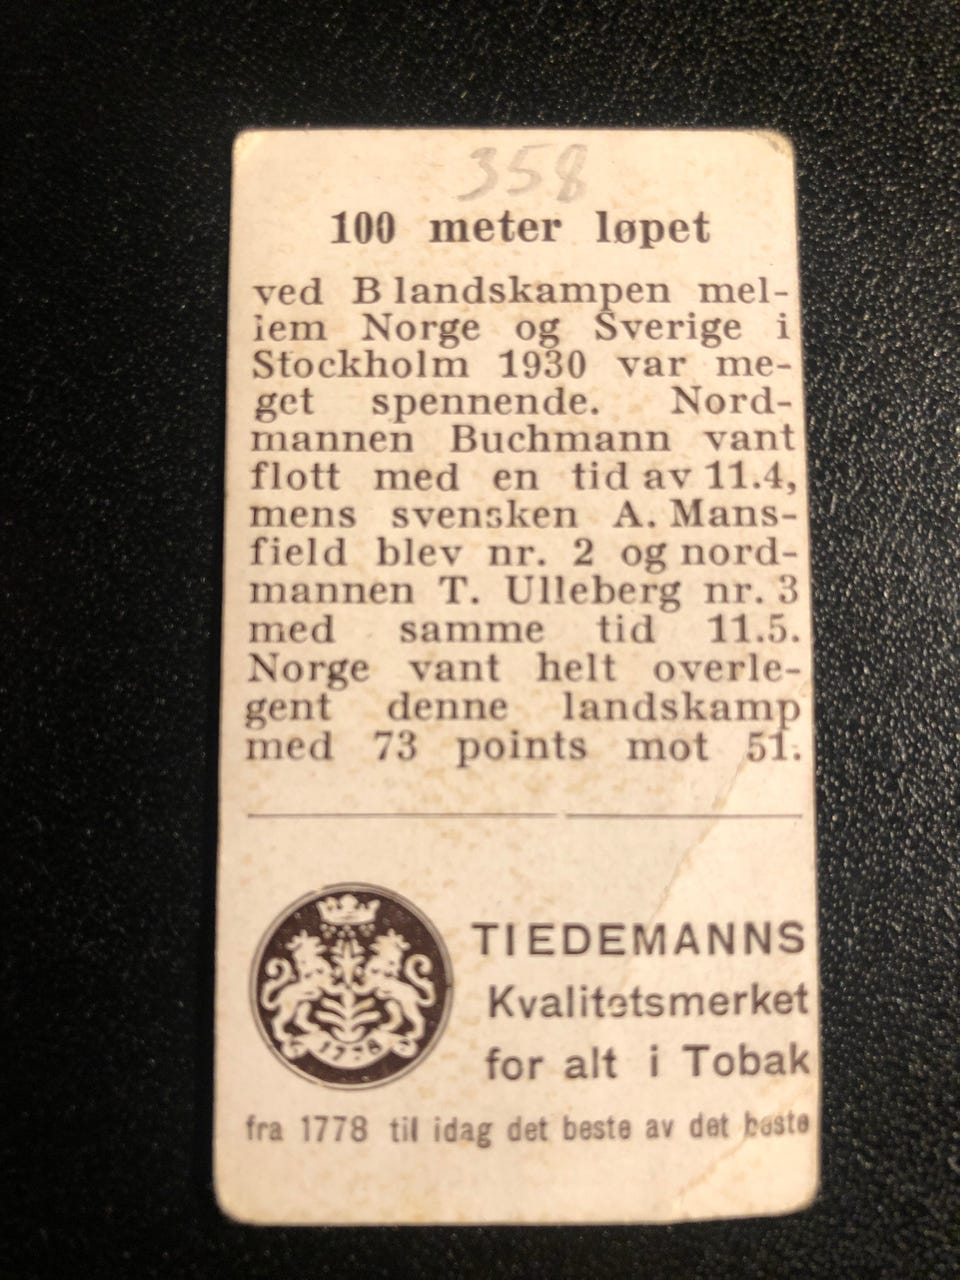 358
100 meter løpet
ved B landskampen mel-
lem Norge og Sverige i
Stockholm 1930 var me-
get spennende. Nord-
mannen Buchmann vant
flott med en tid av 11.4,
mens svensken A. Mans-
field blev nr. 2 og nord-
mannen T. Ulleberg nr. 3
med samme tid 11.5.
Norge vant helt overle-
gent denne landskamp
med 73 points mot 51.
1778
TIEDEMANNS
Kvalitetsmerket
for alt i Tobak
fra 1778 til idag det beste av det beste